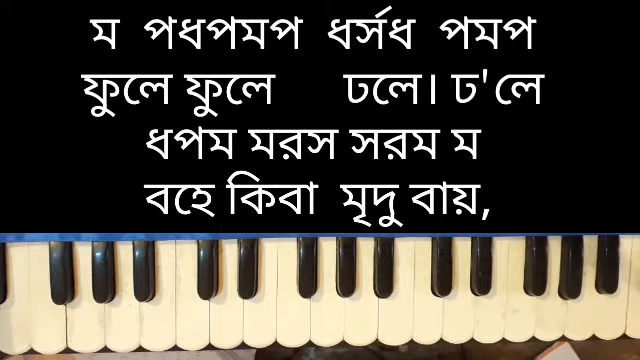 ম পধপমপ ধর্সধ পমপ
ফুলে ফুলে ঢলে। ঢ'লে
ধপম মরস সরম ম
বহে কিবা মৃদু বায়,